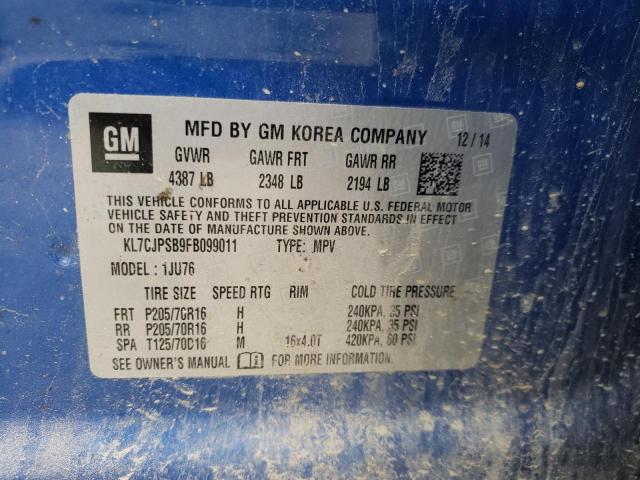 GM MFD BY GM KOREA COMPANY 12/14
GVWR GAWR FRT GAWR RR
4387 LB 2348 LB 2194 LB
THIS VEHICLE CONFORMS TO ALL APPLICABLE U.S. FEDERAL MOTOR
VEHICLE SAFETY AND THEFT PREVENTION STANDARDS IN EFFECT
ON THE DATE OF MANUFACTURE SHOWN ABOVE.
KL7CJPSB9FB099011 TYPE: MPV
MODEL: 1JU76
TIRE SIZE SPEED RTG RIM COLD TIRE PRESSURE
FRT P205/70R16 H 240KPA, 35 PSI
RR P205/70R16 H 240KPA, 35 PSI
SPA T125/70D16 M 16x4.0T 420KPA, 60 PSI
SEE OWNER'S MANUAL FOR MORE INFORMATION.